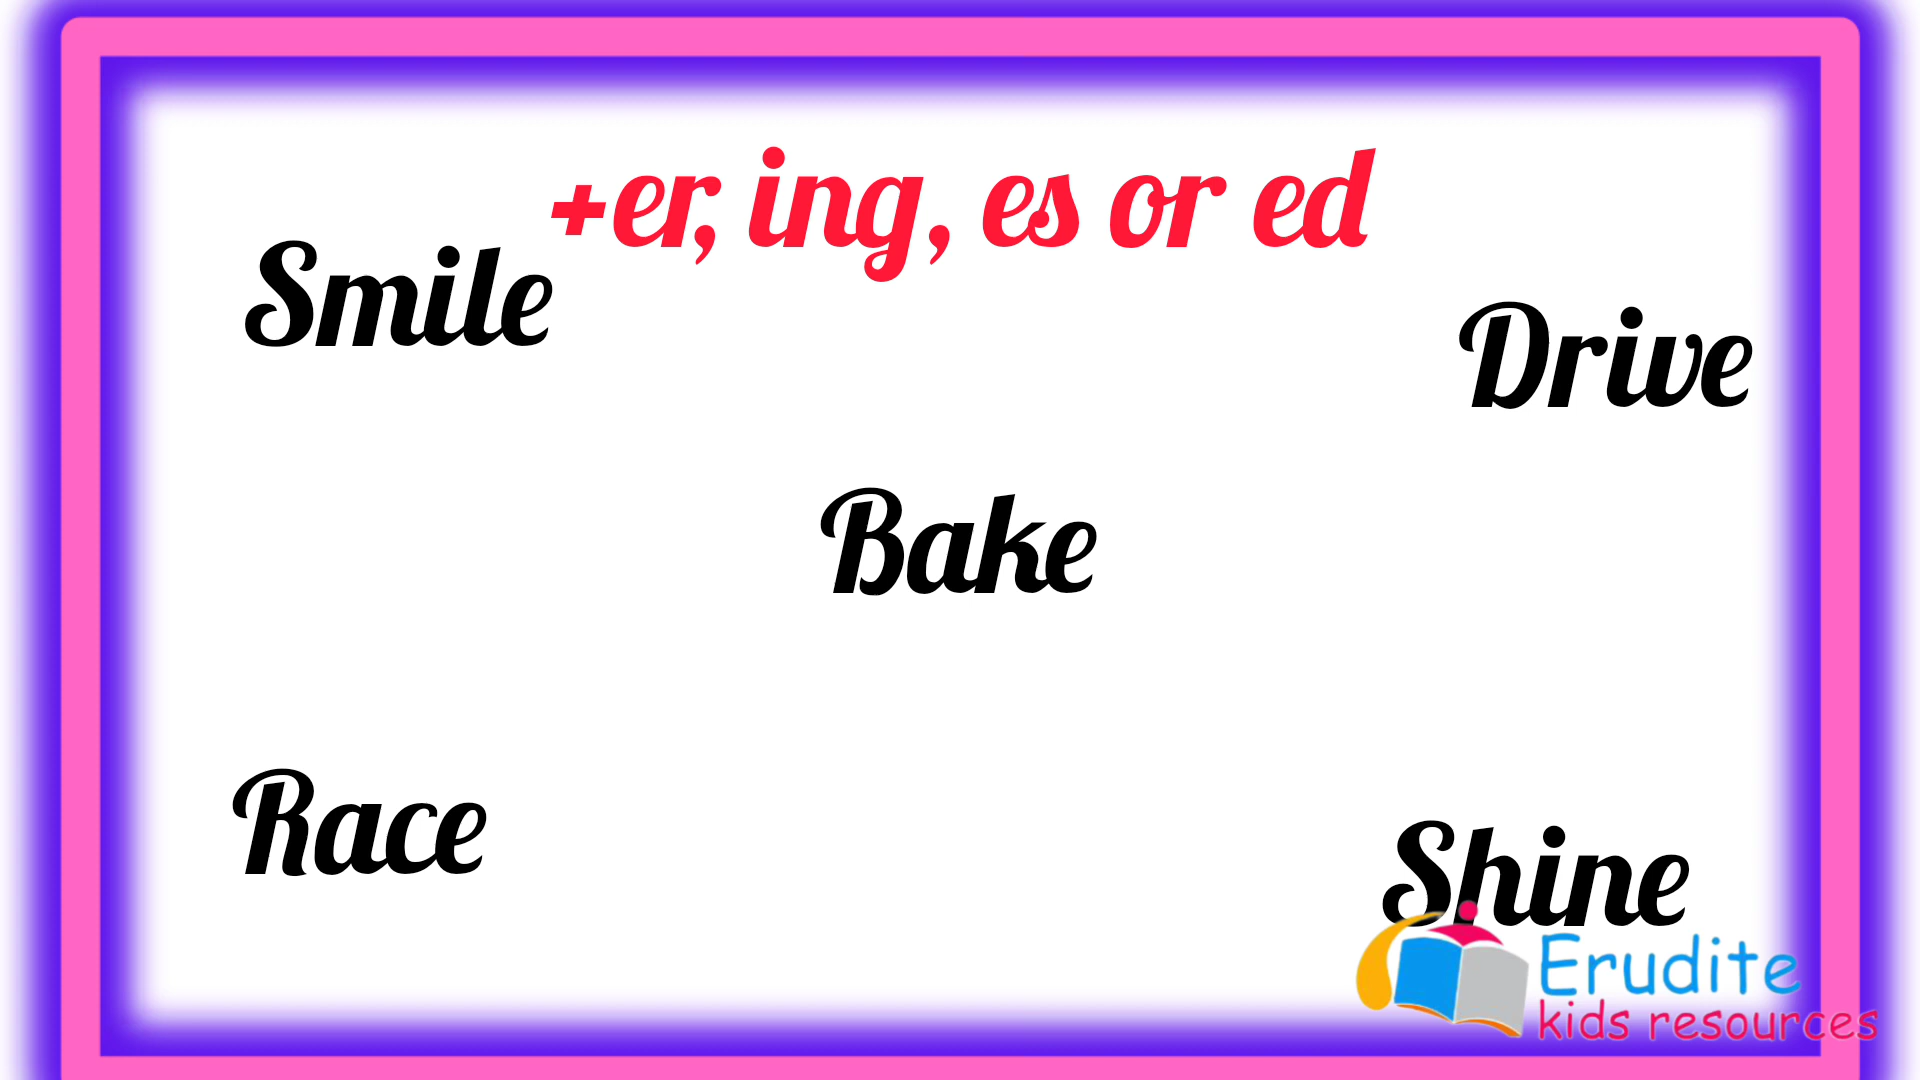 +er, ing, es or ed
Smile
Drive
Bake
Race
Shine
Erudite
kids resources